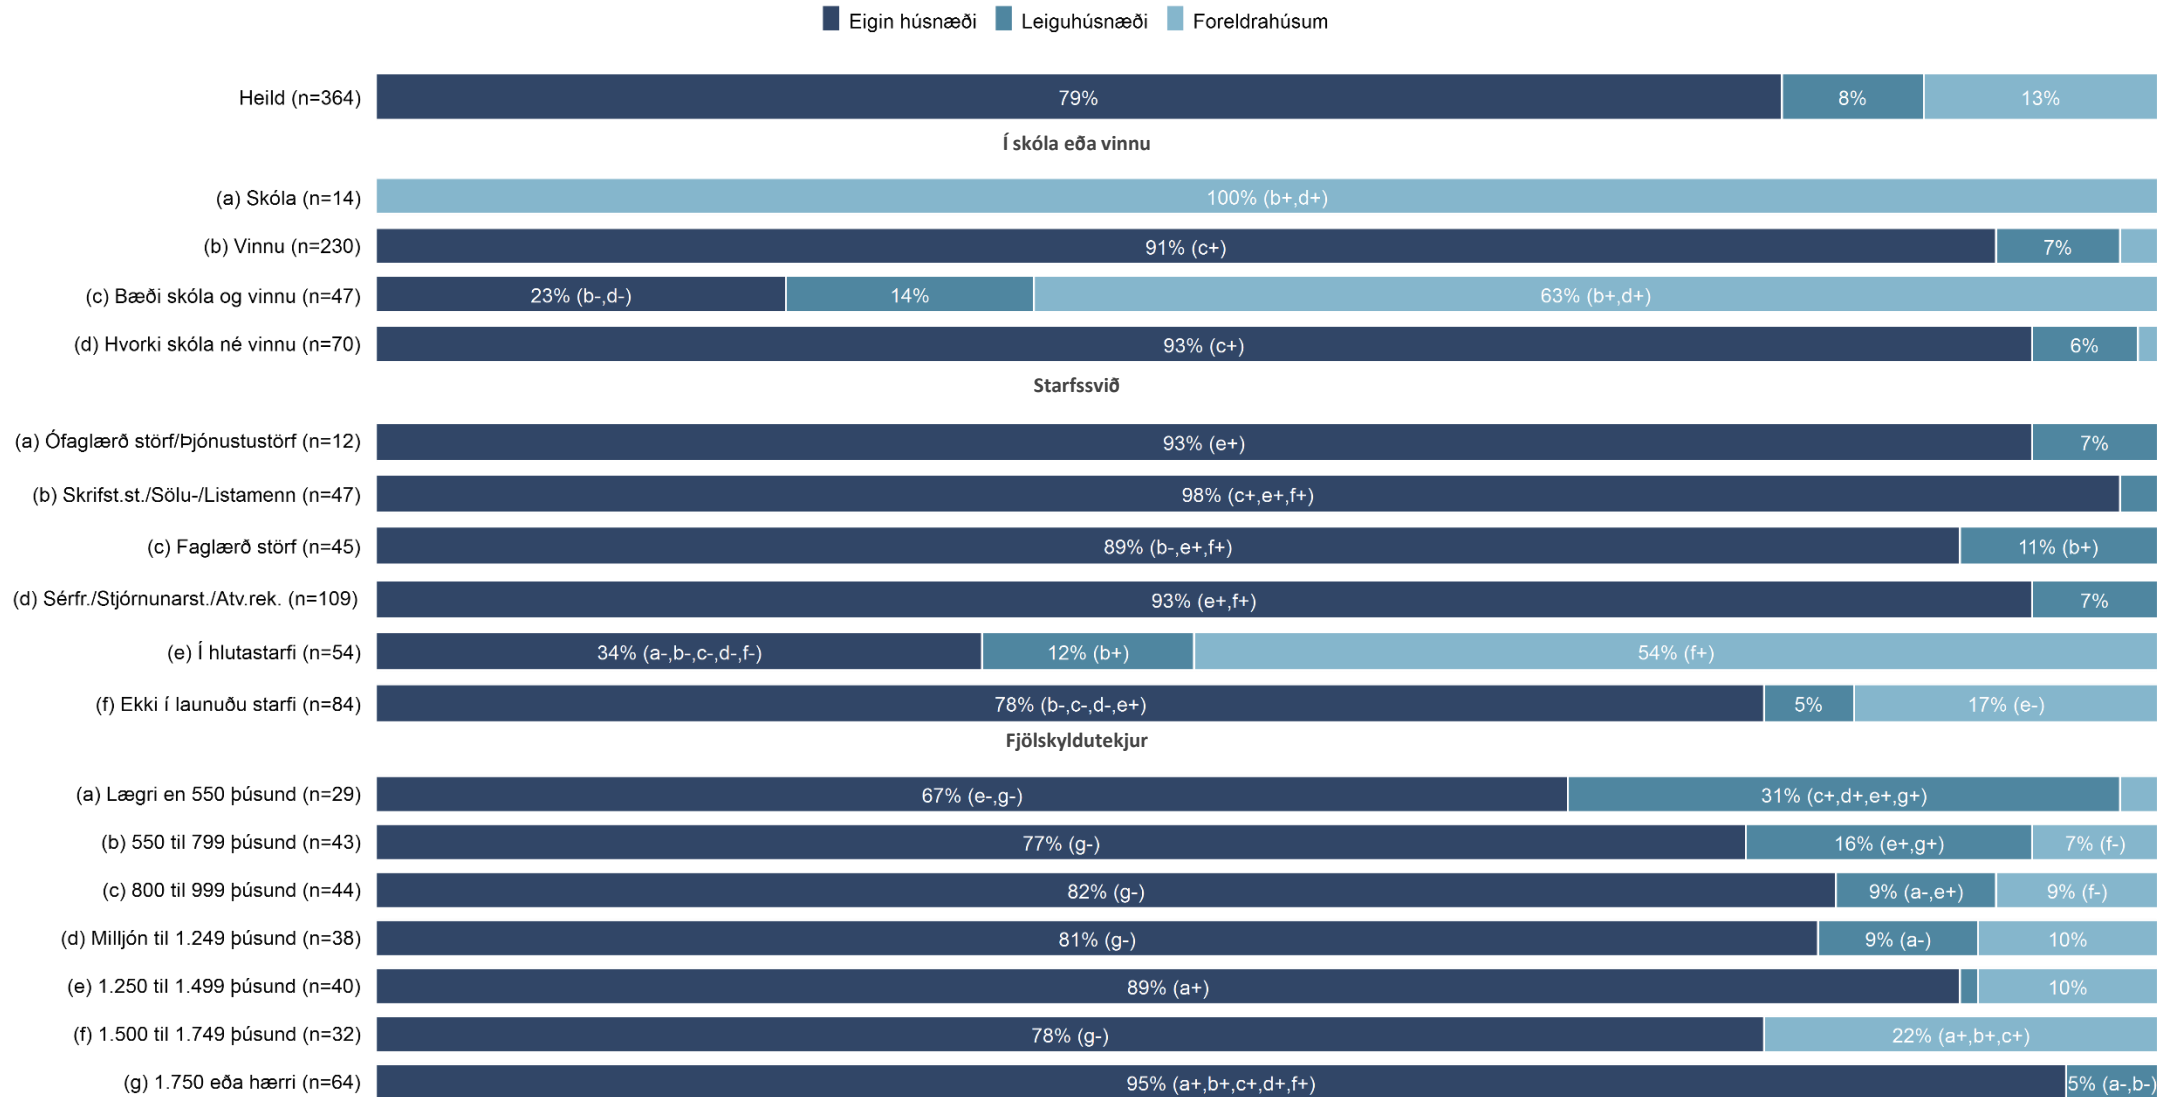 Eigin húsnæði Leiguhúsnæði Foreldrahúsum
Heild (n=364) 79% 8% 13%
Í skóla eða vinnu
(a) Skóla (n=14) 100% (b+,d+)
(b) Vinnu (n=230) 91% (c+) 7%
(c) Bæði skóla og vinnu (n=47) 23% (b-,d-) 14% 63% (b+,d+)
(d) Hvorki skóla né vinnu (n=70) 93% (c+) 6%
Starfssvið
(a) Ófaglærð störf/Þjónustustörf (n=12) 93% (e+) 7%
(b) Skrifst.st./Sölu-/Listamenn (n=47) 98% (c+,e+,f+)
(c) Faglærð störf (n=45) 89% (b-,e+,f+) 11% (b+)
(d) Sérfr./Stjórnunarst./Atv.rek. (n=109) 93% (e+,f+) 7%
(e) Í hlutastarfi (n=54) 34% (a-,b-,c-,d-,f-) 12% (b+) 54% (f+)
(f) Ekki í launuðu starfi (n=84) 78% (b-,c-,d-,e+) 5% 17% (e-)
Fjölskyldutekjur
(a) Lægri en 550 þúsund (n=29) 67% (e-,g-) 31% (c+,d+,e+,g+)
(b) 550 til 799 þúsund (n=43) 77% (g-) 16% (e+,g+) 7% (f-)
(c) 800 til 999 þúsund (n=44) 82% (g-) 9% (a-,e+) 9% (f-)
(d) Milljón til 1.249 þúsund (n=38) 81% (g-) 9% (a-) 10%
(e) 1.250 til 1.499 þúsund (n=40) 89% (a+) 10%
(f) 1.500 til 1.749 þúsund (n=32) 78% (g-) 22% (a+,b+,c+)
(g) 1.750 eða hærri (n=64) 95% (a+,b+,c+,d+,f+) 5% (a-,b-)